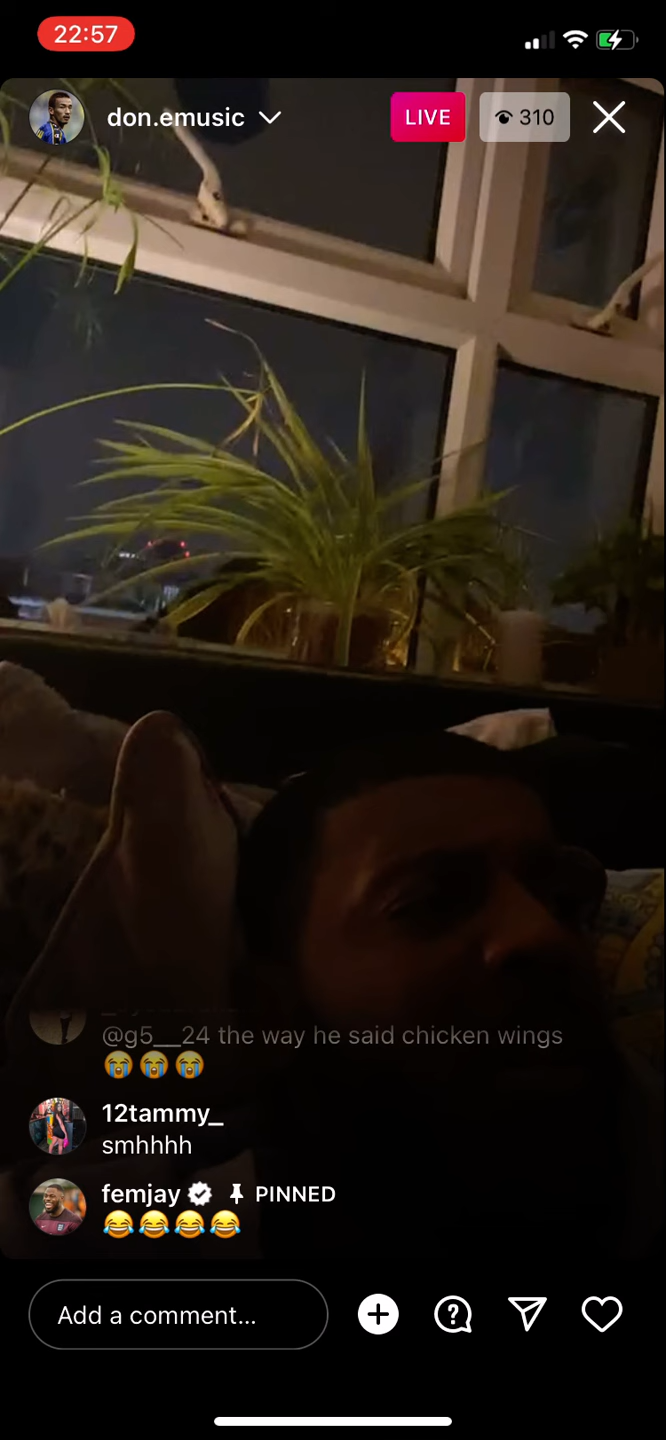 22:57
don.emusic
LIVE
310
@g5__24 the way he said chicken wings
😭😭😭
12tammy_
smhhhh
femjay PINNED
😂😂😂😂
Add a comment...